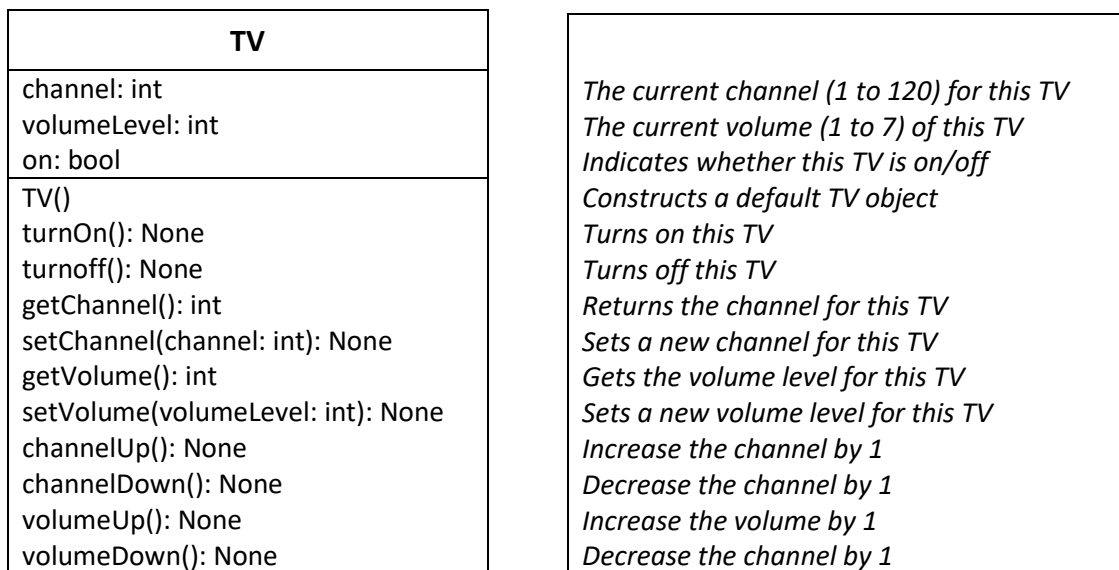 TV
channel: int
volumeLevel: int
on: bool
TV()
turnOn(): None
turnoff(): None
getChannel(): int
setChannel(channel: int): None
getVolume(): int
setVolume(volumeLevel: int): None
channelUp(): None
channelDown(): None
volumeUp(): None
volumeDown(): None
The current channel (1 to 120) for this TV
The current volume (1 to 7) of this TV
Indicates whether this TV is on/off
Constructs a default TV object
Turns on this TV
Turns off this TV
Returns the channel for this TV
Sets a new channel for this TV
Gets the volume level for this TV
Sets a new volume level for this TV
Increase the channel by 1
Decrease the channel by 1
Increase the volume by 1
Decrease the channel by 1